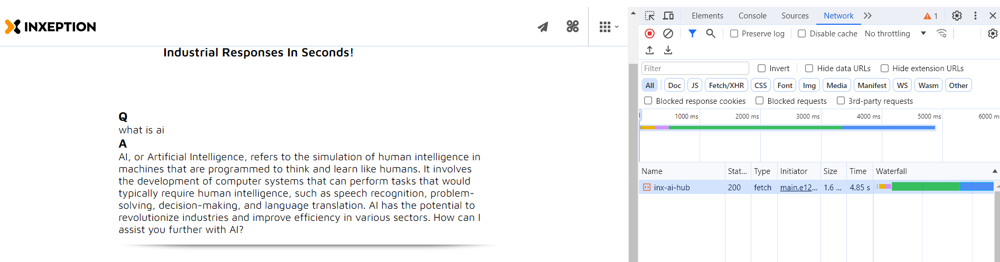 INXEPTION
Industrial Responses In Seconds!
Q
what is ai
A
AI, or Artificial Intelligence, refers to the simulation of human intelligence in
machines that are programmed to think and learn like humans. It involves
the development of computer systems that can perform tasks that would
typically require human intelligence, such as speech recognition, problem-
solving, decision-making, and language translation. AI has the potential to
revolutionize industries and improve efficiency in various sectors. How can I
assist you further with AI?
Elements Console Sources Network 1
Preserve log Disable cache No throttling
Filter Invert Hide data URLs Hide extension URLs
All Doc JS Fetch/XHR CSS Font Img Media Manifest WS Wasm Other
Blocked response cookies Blocked requests 3rd-party requests
1000 ms 2000 ms 3000 ms 4000 ms 5000 ms 6000 m
Name Stat... Type Initiator Size Time Waterfall
inx-ai-hub 200 fetch main.e12... 1.6 ... 4.85 s